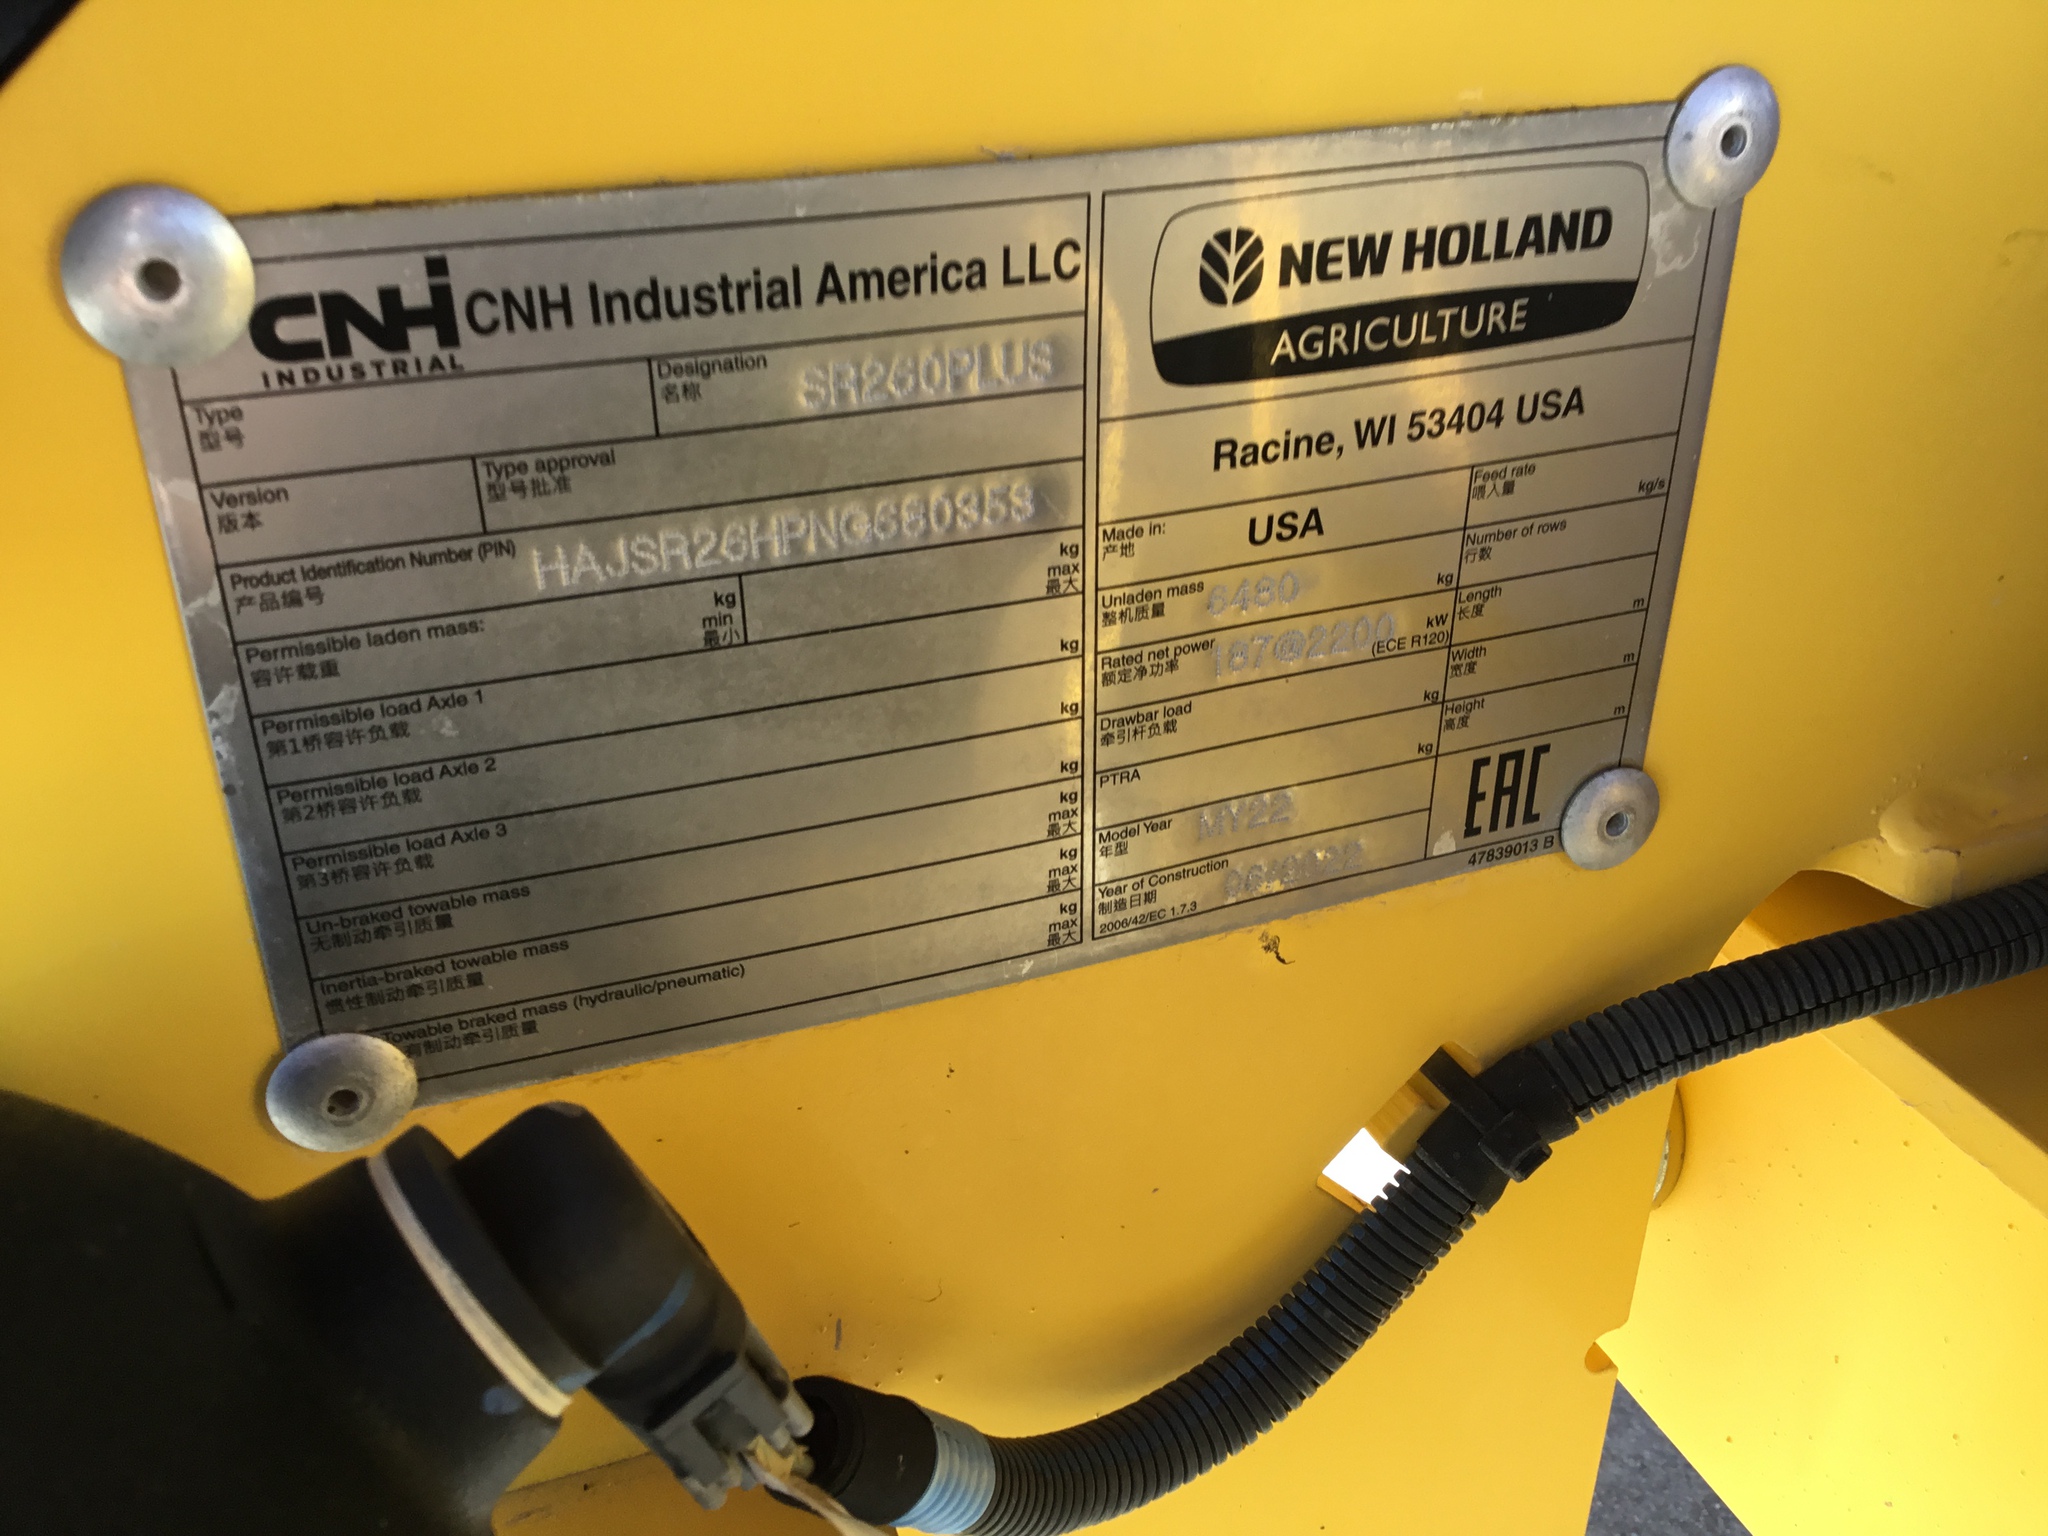 CNH INDUSTRIAL CNH Industrial America LLC
Type
型号
Designation SR260PLUS
名称
Version
版本
Type approval
型号批准
Product Identification Number (PIN)
产品编号
Permissible laden mass: kg min kg max
容许载重 最小 最大
Permissible load Axle 1 kg
第1桥容许负载
Permissible load Axle 2 kg
第2桥容许负载
Permissible load Axle 3 kg
第3桥容许负载
Un-braked towable mass kg max
无制动牵引质量 最大
Inertia-braked towable mass kg max
惯性制动牵引质量 最大
Towable braked mass (hydraulic/pneumatic) kg max
有制动牵引质量 最大
NEW HOLLAND
AGRICULTURE
Racine, WI 53404 USA
Made in: USA
产地
Feed rate kg/s
喂入量
Number of rows
行数
Unladen mass 6480 kg
整机质量
Length m
长度
Rated net power 187@2200 kW
额定净功率 (ECE R120)
Width m
宽度
Drawbar load kg
牵引杆负载
Height m
高度
PTRA kg
Model Year MY22
年型
Year of Construction
制造日期
2006/42/EC 1.7.3
EAC
47839013 B